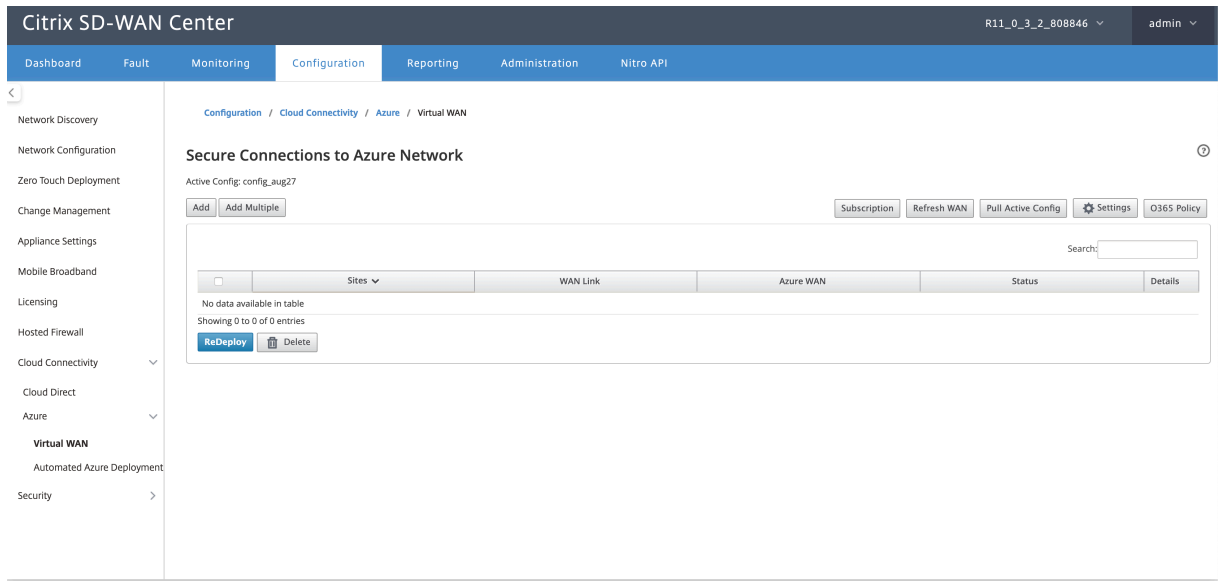 Citrix SD-WAN Center
R11_0_3_2_808846
admin
Dashboard Fault Monitoring Configuration Reporting Administration Nitro API
Configuration / Cloud Connectivity / Azure / Virtual WAN
Network Discovery
Network Configuration
Zero Touch Deployment
Change Management
Appliance Settings
Mobile Broadband
Licensing
Hosted Firewall
Cloud Connectivity
Cloud Direct
Azure
Virtual WAN
Automated Azure Deployment
Security
Secure Connections to Azure Network
Active Config: config_aug27
Add Add Multiple Subscription Refresh WAN Pull Active Config Settings O365 Policy
Search:
Sites WAN Link Azure WAN Status Details
No data available in table
Showing 0 to 0 of 0 entries
ReDeploy Delete